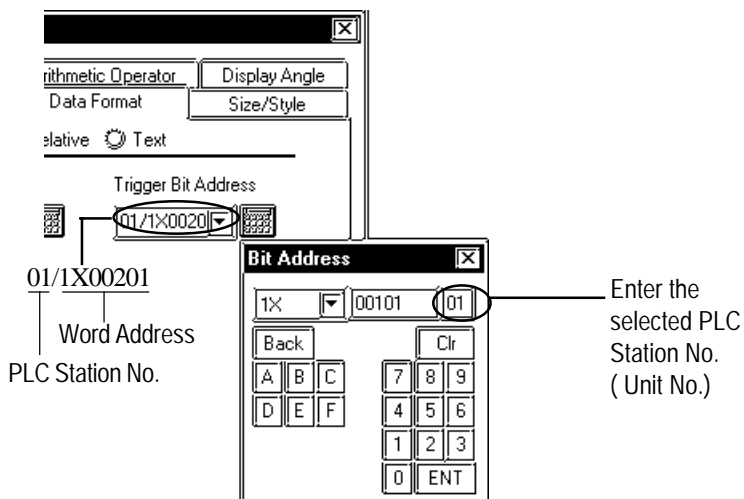 rithmetic Operator
Display Angle
Data Format
Size/Style
elative
Text
Trigger Bit Address
01/1X0020
01/1X00201
Word Address
PLC Station No.
Bit Address
1X
00101
01
Back
Clr
A B C 7 8 9
D E F 4 5 6
1 2 3
0 ENT
Enter the
selected PLC
Station No.
( Unit No.)